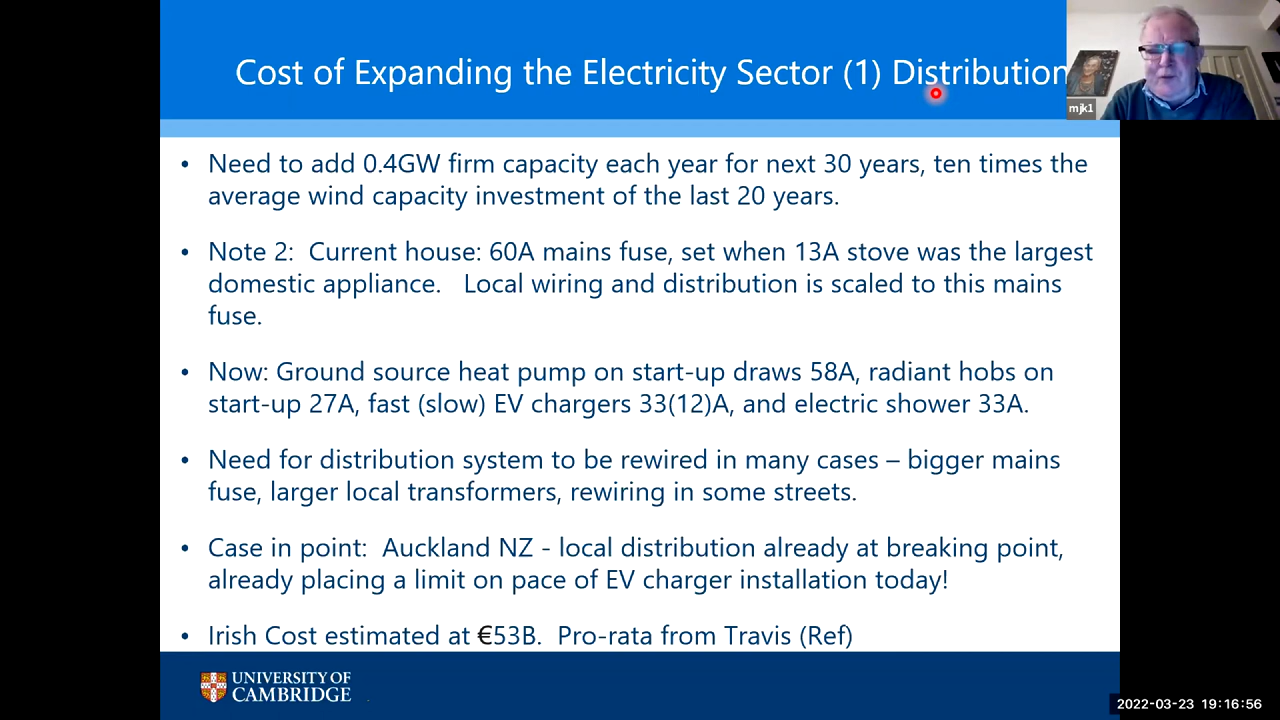 Cost of Expanding the Electricity Sector (1) Distribution
mjk1
• Need to add 0.4GW firm capacity each year for next 30 years, ten times the
average wind capacity investment of the last 20 years.
• Note 2: Current house: 60A mains fuse, set when 13A stove was the largest
domestic appliance. Local wiring and distribution is scaled to this mains
fuse.
• Now: Ground source heat pump on start-up draws 58A, radiant hobs on
start-up 27A, fast (slow) EV chargers 33(12)A, and electric shower 33A.
• Need for distribution system to be rewired in many cases – bigger mains
fuse, larger local transformers, rewiring in some streets.
• Case in point: Auckland NZ - local distribution already at breaking point,
already placing a limit on pace of EV charger installation today!
• Irish Cost estimated at €53B. Pro-rata from Travis (Ref)
UNIVERSITY OF
CAMBRIDGE
2022-03-23 19:16:56